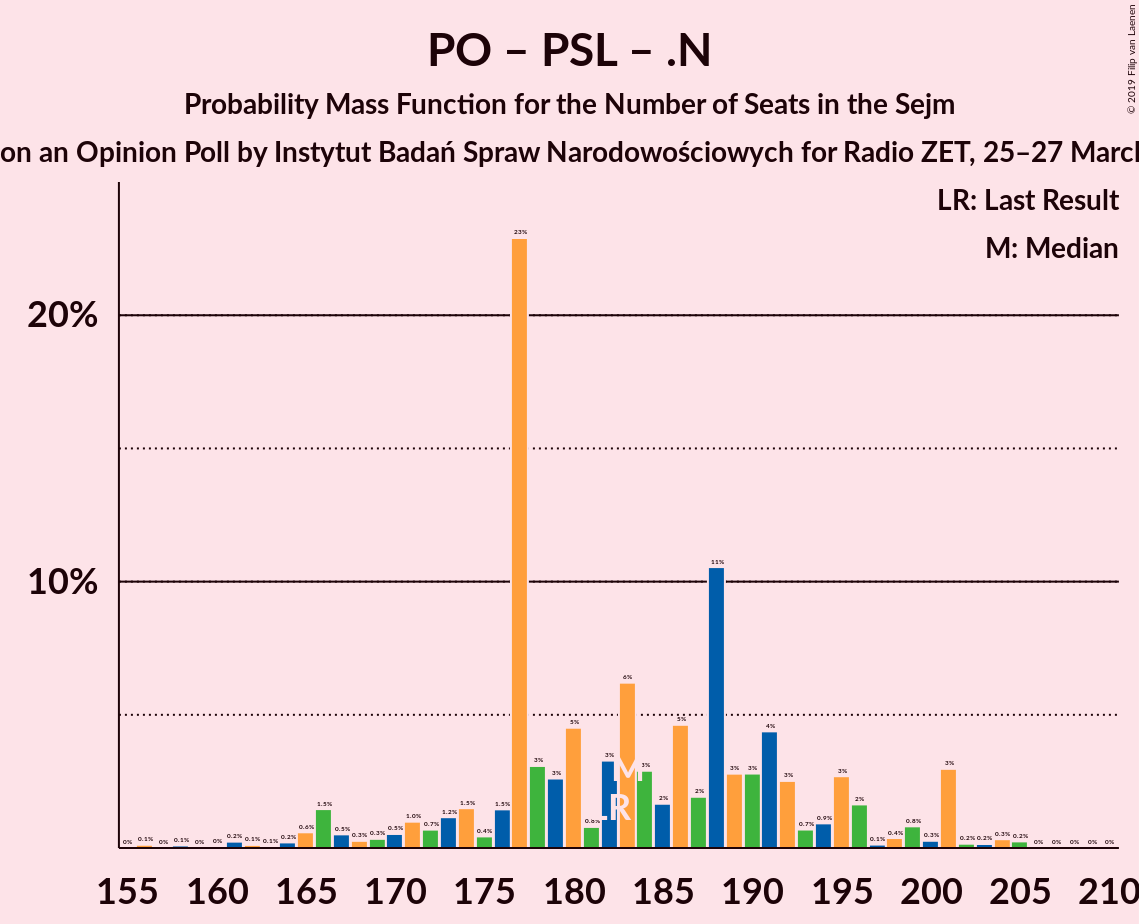 PO – PSL – .N
Probability Mass Function for the Number of Seats in the Sejm
on an Opinion Poll by Instytut Badań Spraw Narodowościowych for Radio ZET, 25–27 March
© 2019 Filip van Laenen
LR: Last Result
M: Median
20%
10%
0% 0.1% 0% 0.1% 0% 0% 0.2% 0.1% 0.1% 0.2% 0.6% 1.5% 0.5% 0.3% 0.3% 0.5% 1.0% 0.7% 1.2% 1.5% 0.4% 1.5% 23% 3% 3% 5% 0.8% 3% 6% 3% 2% 5% 2% 11% 3% 3% 4% 3% 0.7% 0.9% 3% 2% 0.1% 0.4% 0.8% 0.3% 3% 0.2% 0.2% 0.3% 0.2% 0% 0% 0% 0% 0%
M
LR
155 160 165 170 175 180 185 190 195 200 205 210